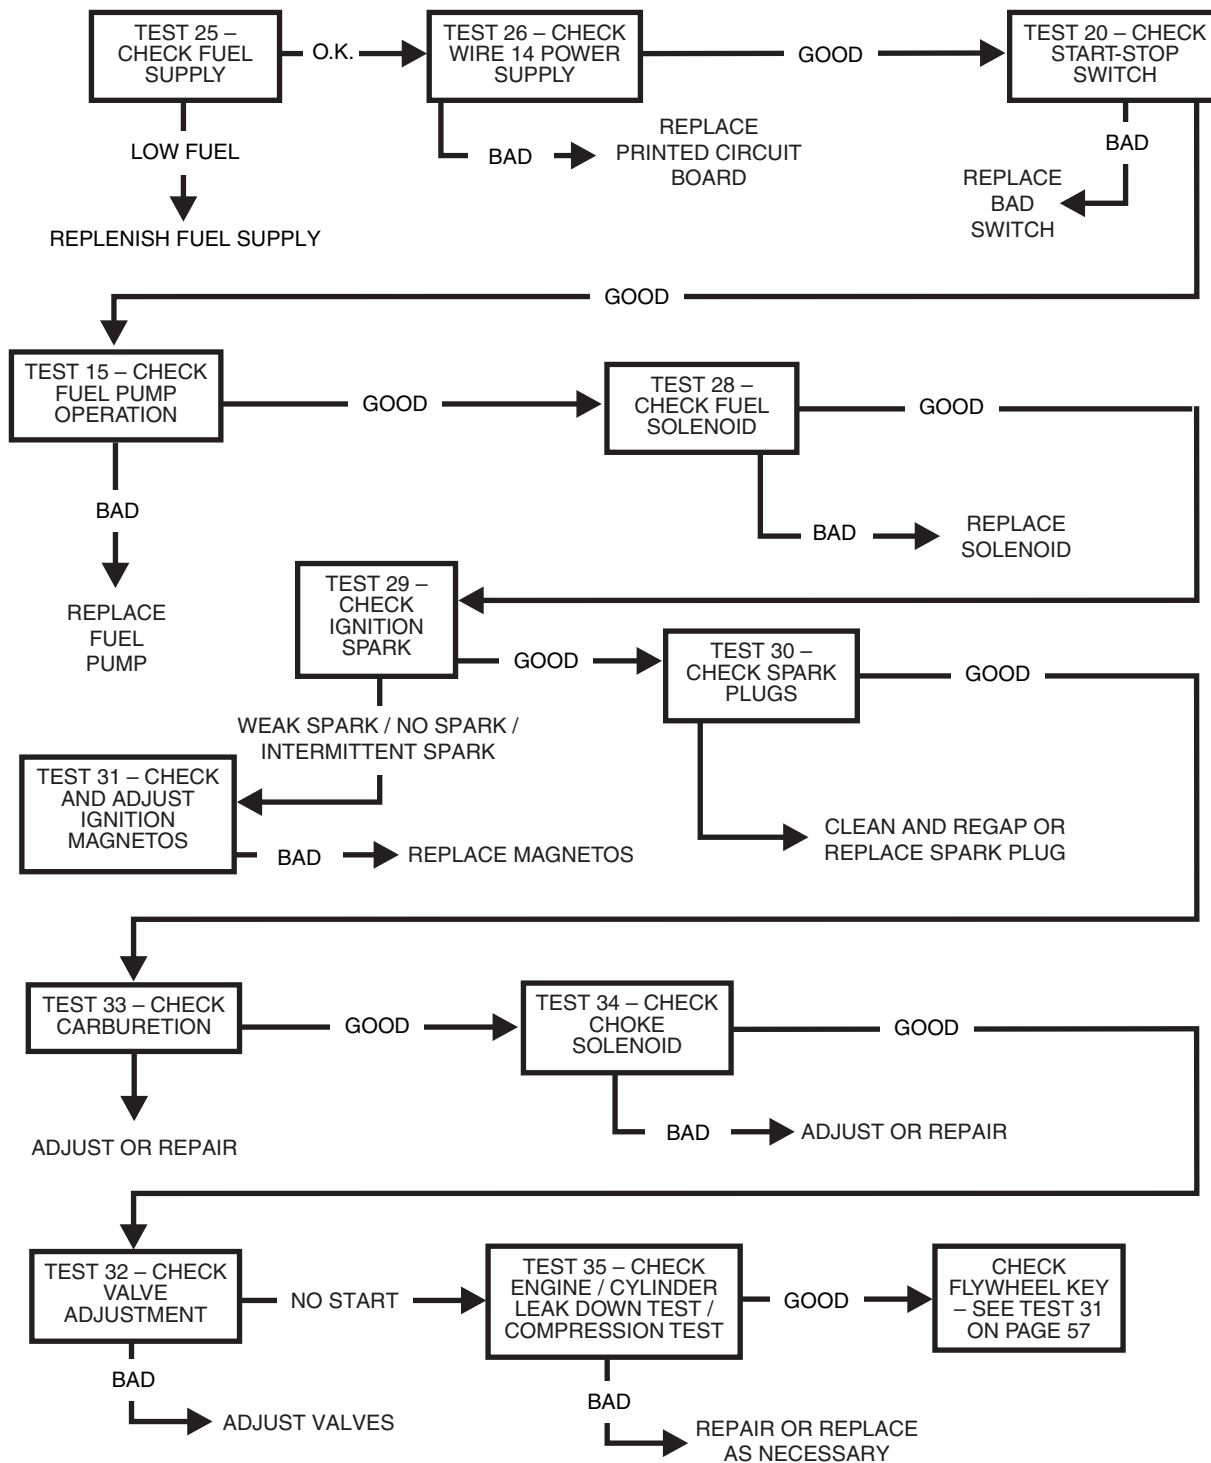 TEST 25 –
CHECK FUEL
SUPPLY
O.K.
TEST 26 – CHECK
WIRE 14 POWER
SUPPLY
GOOD
TEST 20 – CHECK
START-STOP
SWITCH
LOW FUEL
REPLENISH FUEL SUPPLY
BAD
REPLACE
PRINTED CIRCUIT
BOARD
BAD
REPLACE
BAD
SWITCH
GOOD
TEST 15 – CHECK
FUEL PUMP
OPERATION
GOOD
TEST 28 –
CHECK FUEL
SOLENOID
GOOD
BAD
REPLACE
FUEL
PUMP
BAD
REPLACE
SOLENOID
TEST 29 –
CHECK
IGNITION
SPARK
GOOD
TEST 30 –
CHECK SPARK
PLUGS
GOOD
WEAK SPARK / NO SPARK /
INTERMITTENT SPARK
TEST 31 – CHECK
AND ADJUST
IGNITION
MAGNETOS
BAD
REPLACE MAGNETOS
CLEAN AND REGAP OR
REPLACE SPARK PLUG
TEST 33 – CHECK
CARBURETION
GOOD
TEST 34 – CHECK
CHOKE
SOLENOID
GOOD
ADJUST OR REPAIR
BAD
ADJUST OR REPAIR
TEST 32 – CHECK
VALVE
ADJUSTMENT
NO START
TEST 35 – CHECK
ENGINE / CYLINDER
LEAK DOWN TEST /
COMPRESSION TEST
GOOD
CHECK
FLYWHEEL KEY
– SEE TEST 31
ON PAGE 57
BAD
ADJUST VALVES
BAD
REPAIR OR REPLACE
AS NECESSARY